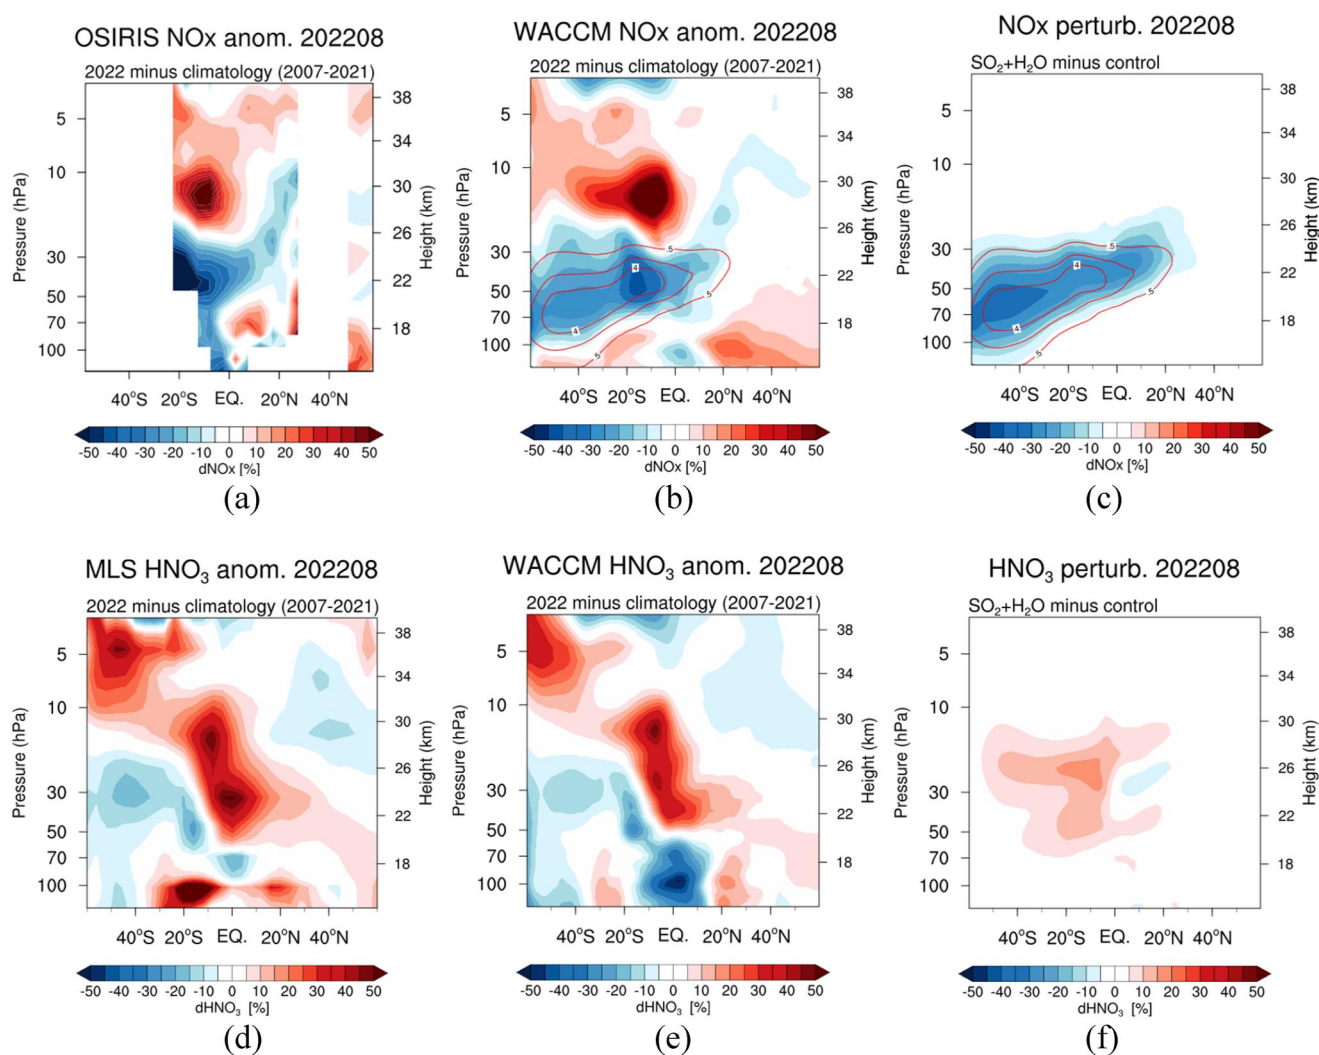 OSIRIS NOx anom. 202208
2022 minus climatology (2007-2021)
Pressure (hPa)
5
10
30
50
70
100
38
34
30
26
22
18
Height (km)
40°S 20°S EQ. 20°N 40°N
-50 -40 -30 -20 -10 0 10 20 30 40 50
dNOx [%]
(a)
WACCM NOx anom. 202208
2022 minus climatology (2007-2021)
Pressure (hPa)
5
10
30
50
70
100
38
34
30
26
22
18
Height (km)
.5
4
.5
4
.5
40°S 20°S EQ. 20°N 40°N
-50 -40 -30 -20 -10 0 10 20 30 40 50
dNOx [%]
(b)
NOx perturb. 202208
SO₂+H₂O minus control
Pressure (hPa)
5
10
30
50
70
100
38
34
30
26
22
18
Height (km)
.5
4
.5
4
.5
40°S 20°S EQ. 20°N 40°N
-50 -40 -30 -20 -10 0 10 20 30 40 50
dNOx [%]
(c)
MLS HNO₃ anom. 202208
2022 minus climatology (2007-2021)
Pressure (hPa)
5
10
30
50
70
100
38
34
30
26
22
18
Height (km)
40°S 20°S EQ. 20°N 40°N
-50 -40 -30 -20 -10 0 10 20 30 40 50
dHNO₃ [%]
(d)
WACCM HNO₃ anom. 202208
2022 minus climatology (2007-2021)
Pressure (hPa)
5
10
30
50
70
100
38
34
30
26
22
18
Height (km)
40°S 20°S EQ. 20°N 40°N
-50 -40 -30 -20 -10 0 10 20 30 40 50
dHNO₃ [%]
(e)
HNO₃ perturb. 202208
SO₂+H₂O minus control
Pressure (hPa)
5
10
30
50
70
100
38
34
30
26
22
18
Height (km)
40°S 20°S EQ. 20°N 40°N
-50 -40 -30 -20 -10 0 10 20 30 40 50
dHNO₃ [%]
(f)